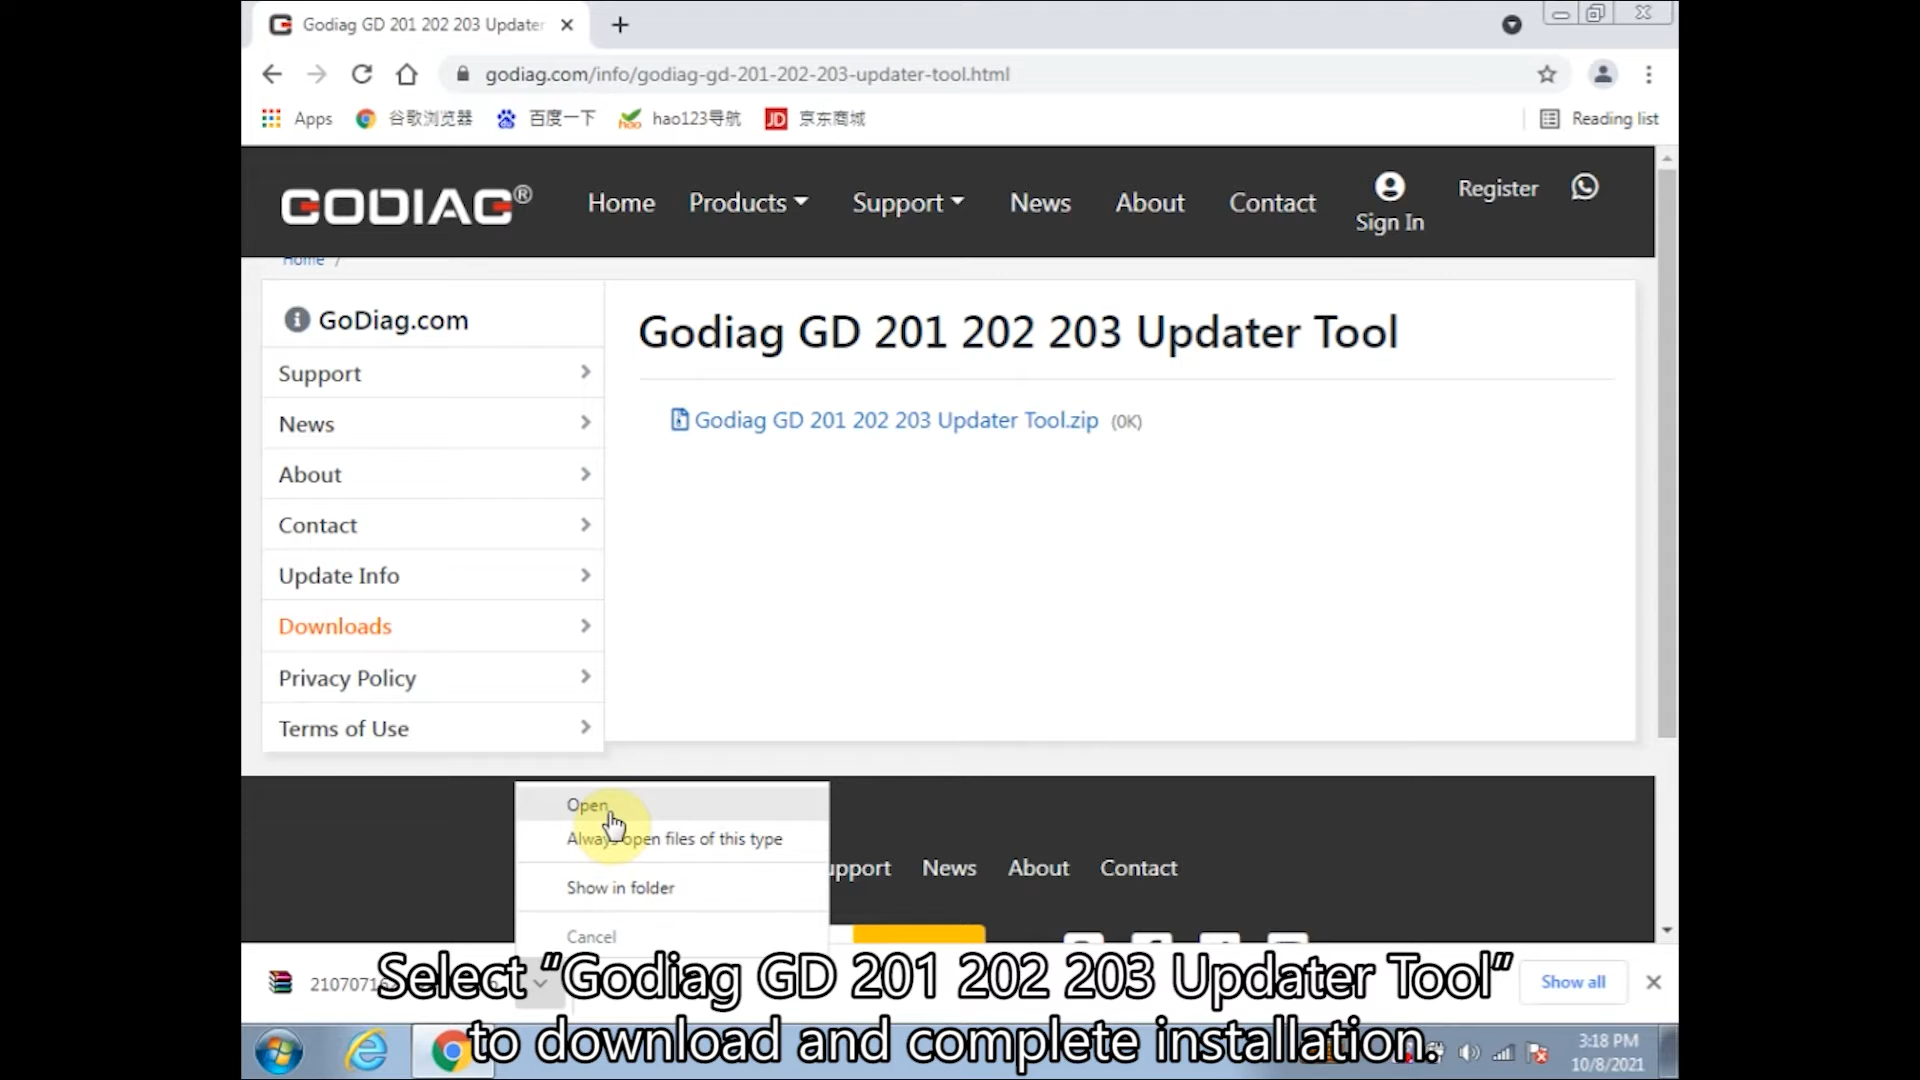 Godiag GD 201 202 203 Updater
godiag.com/info/godiag-gd-201-202-203-updater-tool.html
Apps 谷歌浏览器 百度一下 hao123导航 JD 京东商城 Reading list
GODIAG® Home Products Support News About Contact Sign In Register
Home /
GoDiag.com
Support
News
About
Contact
Update Info
Downloads
Privacy Policy
Terms of Use
Godiag GD 201 202 203 Updater Tool
Godiag GD 201 202 203 Updater Tool.zip (0K)
Open
Always open files of this type
Show in folder
Cancel
upport News About Contact
Show all
Select “Godiag GD 201 202 203 Updater Tool”
to download and complete installation.
3:18 PM
10/8/2021